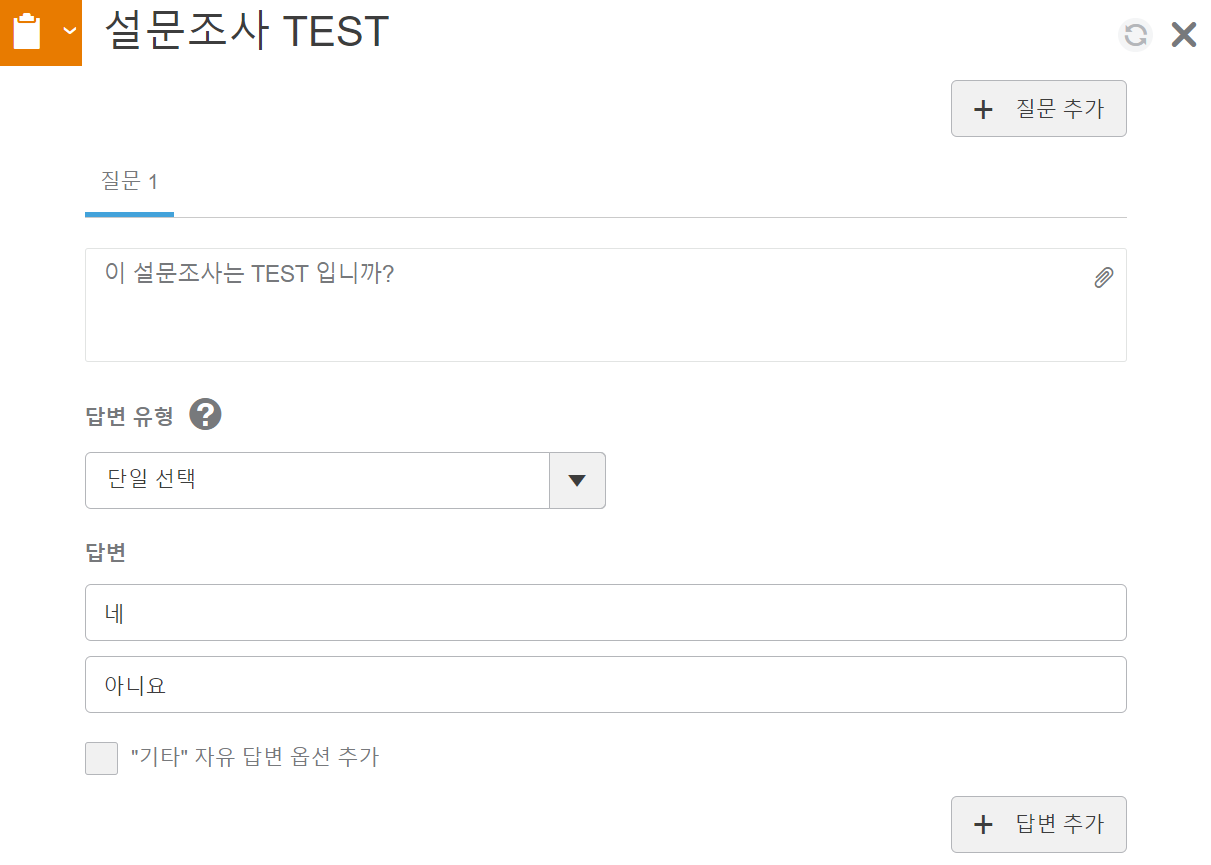 설문조사 TEST
질문 추가
질문 1
이 설문조사는 TEST 입니까?
답변 유형
단일 선택
답변
네
아니요
"기타" 자유 답변 옵션 추가
답변 추가